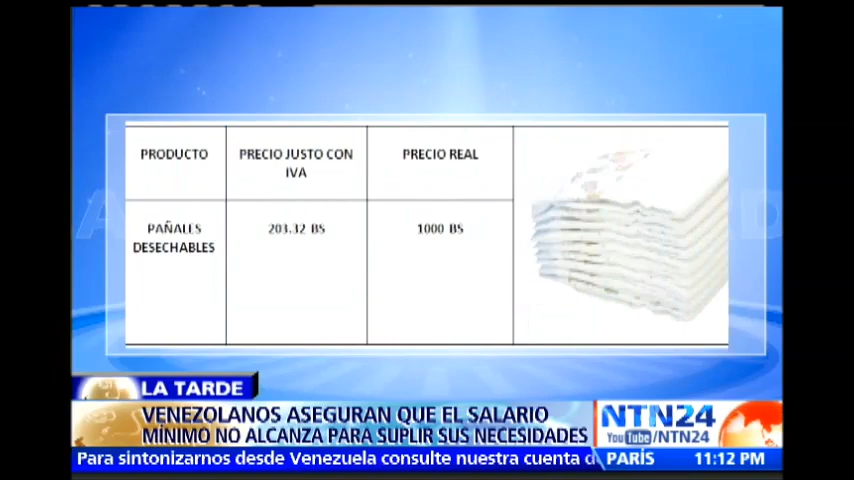 PRODUCTO
PRECIO JUSTO CON
IVA
PRECIO REAL
PAÑALES
DESECHABLES
203.32 BS
1000 BS
LA TARDE
VENEZOLANOS ASEGURAN QUE EL SALARIO
MÍNIMO NO ALCANZA PARA SUPLIR SUS NECESIDADES
NTN24
YouTube/NTN24
Para sintonizarnos desde Venezuela consulte nuestra cuenta d
PARÍS 11:12 PM